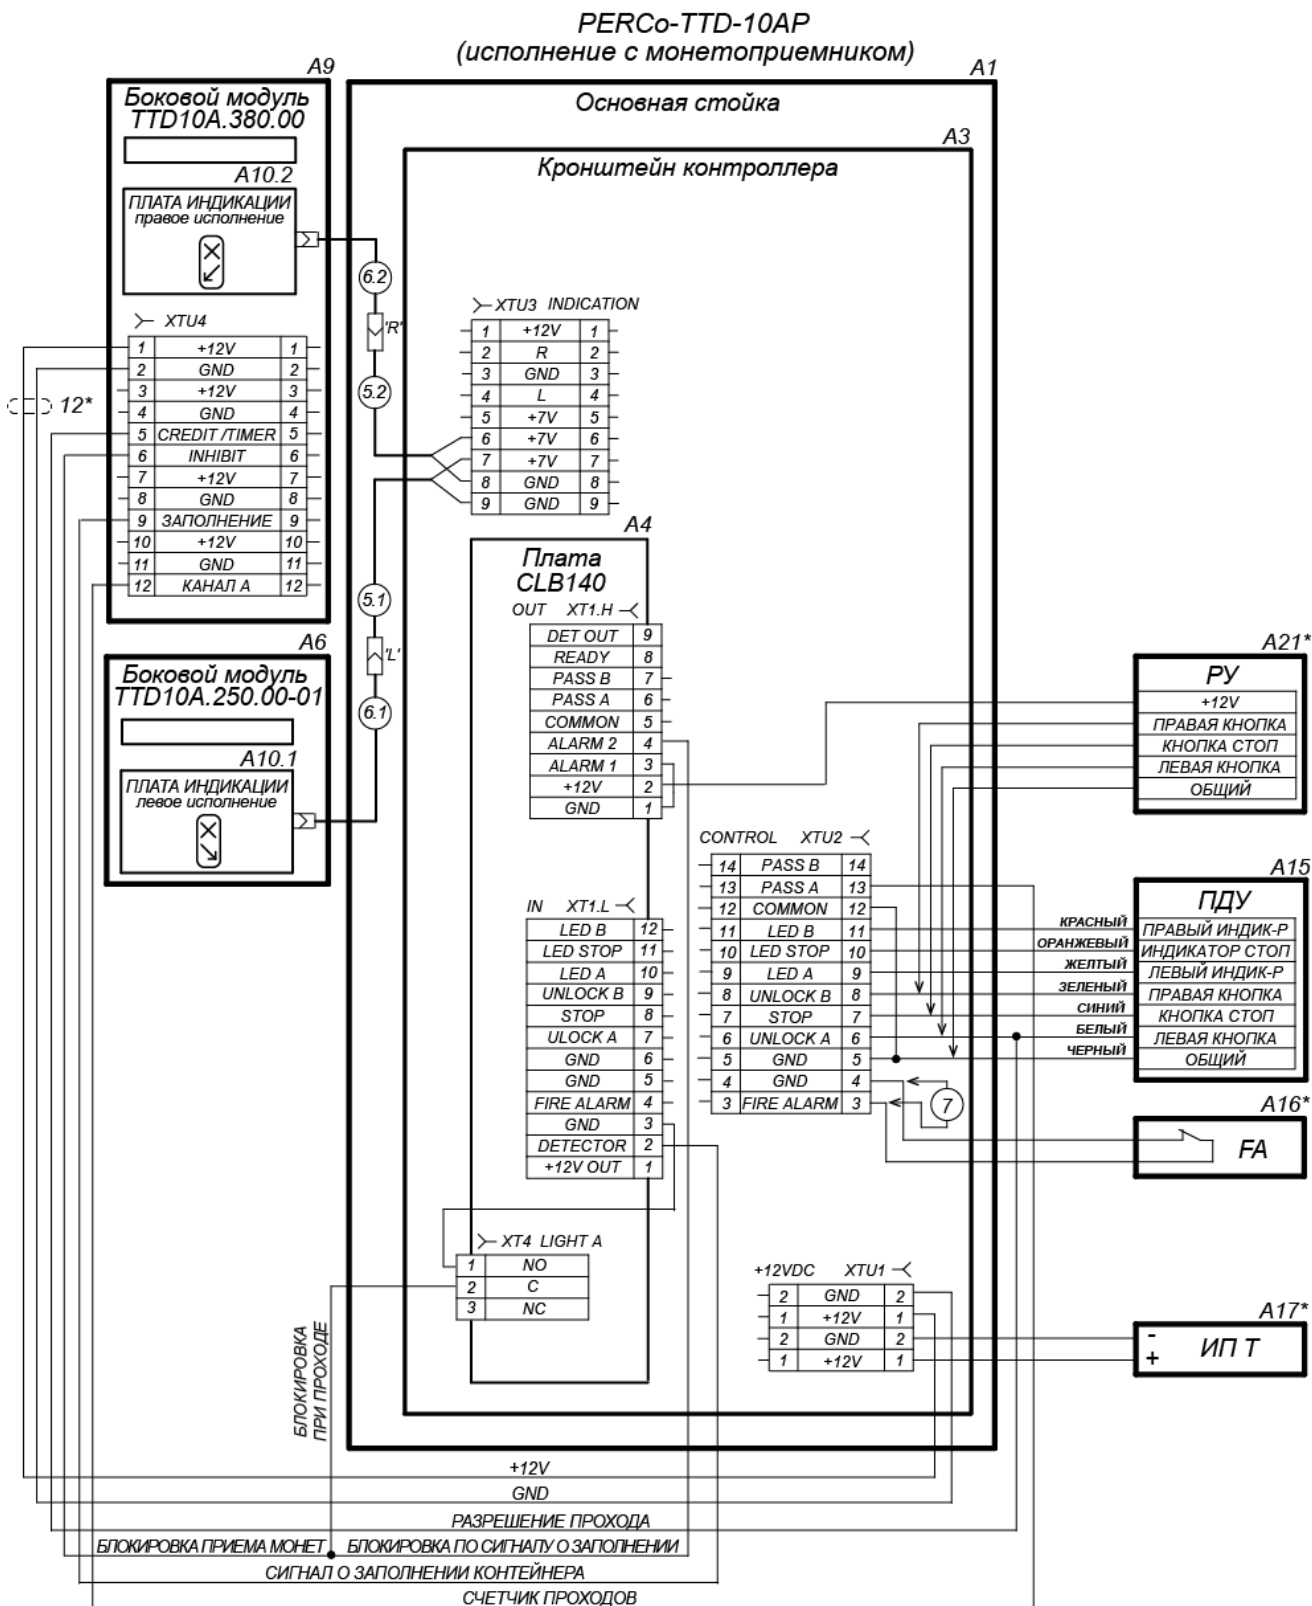 PERCo-TTD-10AP
(исполнение с монетоприемником)
A9
Боковой модуль
TTD10A.380.00
A10.2
ПЛАТА ИНДИКАЦИИ
правое исполнение
XTU4
1 +12V 1
2 GND 2
3 +12V 3
4 GND 4
5 CREDIT /TIMER 5
6 INHIBIT 6
7 +12V 7
8 GND 8
9 ЗАПОЛНЕНИЕ 9
10 +12V 10
11 GND 11
12 КАНАЛ А 12
12*
A6
Боковой модуль
TTD10A.250.00-01
A10.1
ПЛАТА ИНДИКАЦИИ
левое исполнение
A1
Основная стойка
A3
Кронштейн контроллера
6.2
'R'
5.2
5.1
'L'
6.1
XTU3 INDICATION
1 +12V 1
2 R 2
3 GND 3
4 L 4
5 +7V 5
6 +7V 6
7 +7V 7
8 GND 8
9 GND 9
A4
Плата
CLB140
OUT XT1.H
DET OUT 9
READY 8
PASS B 7
PASS A 6
COMMON 5
ALARM 2 4
ALARM 1 3
+12V 2
GND 1
IN XT1.L
LED B 12
LED STOP 11
LED A 10
UNLOCK B 9
STOP 8
ULOCK A 7
GND 6
GND 5
FIRE ALARM 4
GND 3
DETECTOR 2
+12V OUT 1
XT4 LIGHT A
1 NO
2 C
3 NC
CONTROL XTU2
14 PASS B 14
13 PASS A 13
12 COMMON 12
11 LED B 11
10 LED STOP 10
9 LED A 9
8 UNLOCK B 8
7 STOP 7
6 UNLOCK A 6
5 GND 5
4 GND 4
3 FIRE ALARM 3
7
+12VDC XTU1
2 GND 2
1 +12V 1
2 GND 2
1 +12V 1
A21*
РУ
+12V
ПРАВАЯ КНОПКА
КНОПКА СТОП
ЛЕВАЯ КНОПКА
ОБЩИЙ
A15
ПДУ
КРАСНЫЙ ПРАВЫЙ ИНДИК-Р
ОРАНЖЕВЫЙ ИНДИКАТОР СТОП
ЖЕЛТЫЙ ЛЕВЫЙ ИНДИК-Р
ЗЕЛЕНЫЙ ПРАВАЯ КНОПКА
СИНИЙ КНОПКА СТОП
БЕЛЫЙ ЛЕВАЯ КНОПКА
ЧЕРНЫЙ ОБЩИЙ
A16*
FA
A17*
- ИП Т
+
БЛОКИРОВКА
ПРИ ПРОХОДЕ
+12V
GND
РАЗРЕШЕНИЕ ПРОХОДА
БЛОКИРОВКА ПРИЕМА МОНЕТ БЛОКИРОВКА ПО СИГНАЛУ О ЗАПОЛНЕНИИ
СИГНАЛ О ЗАПОЛНЕНИИ КОНТЕЙНЕРА
СЧЕТЧИК ПРОХОДОВ